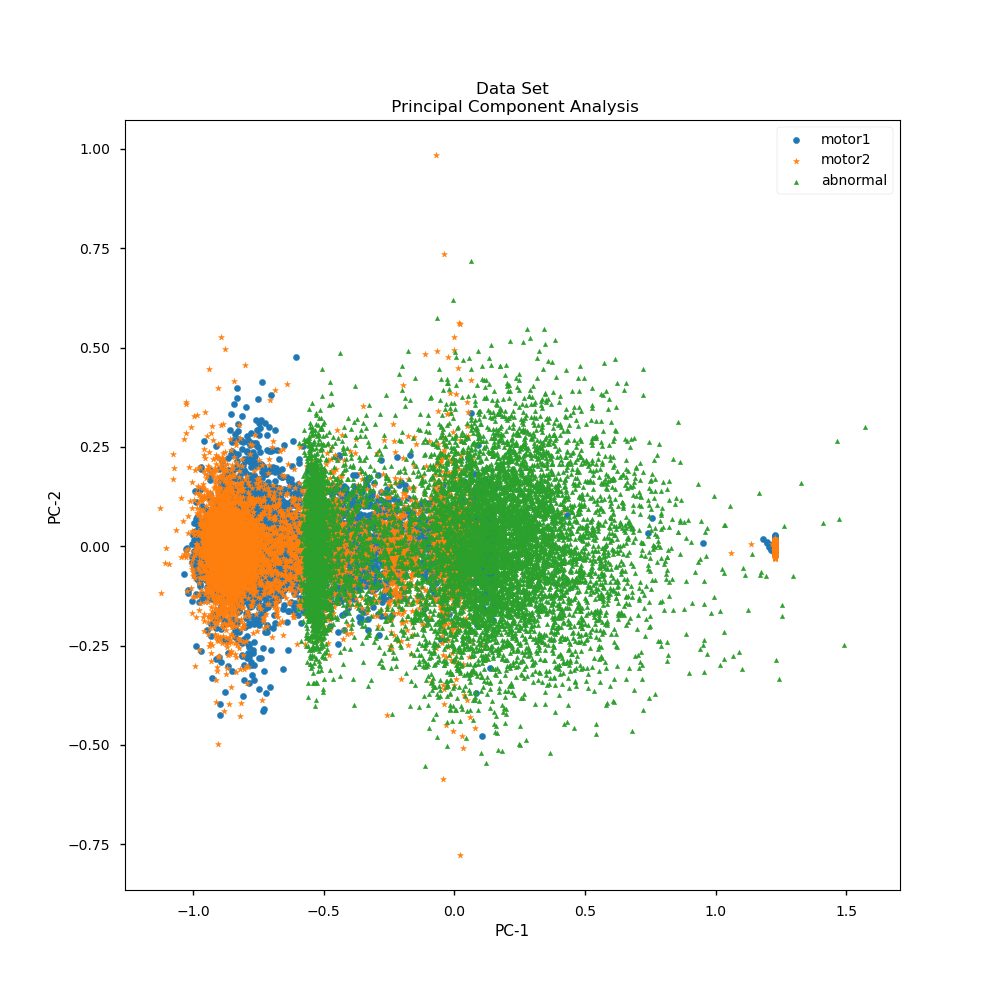 Data Set
Principal Component Analysis
motor1
motor2
abnormal
1.00
0.75
0.50
0.25
0.00
−0.25
−0.50
−0.75
PC-2
−1.0
−0.5
0.0
0.5
1.0
1.5
PC-1